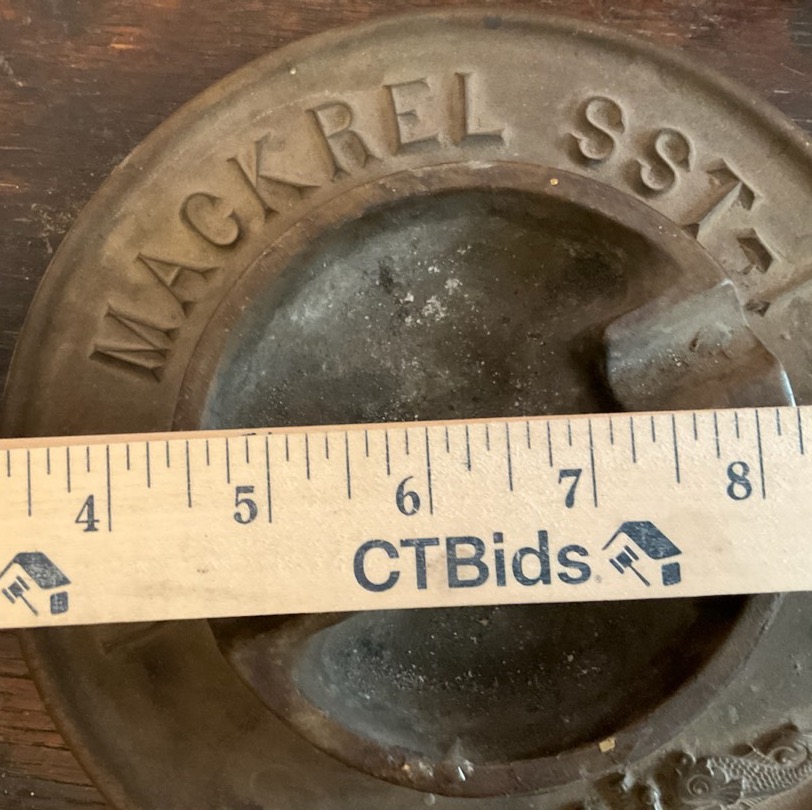 MACKREL SST-
4 5 6 7 8
CTBids